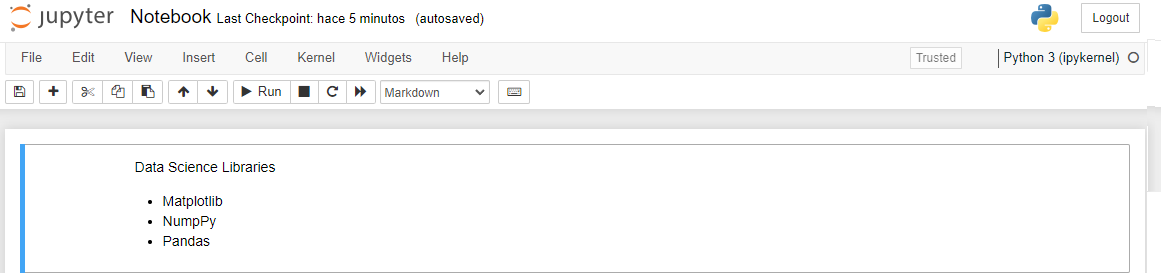 jupyter Notebook Last Checkpoint: hace 5 minutos (autosaved) Logout
File Edit View Insert Cell Kernel Widgets Help Trusted Python 3 (ipykernel)
Run Markdown
Data Science Libraries
Matplotlib
NumpPy
Pandas